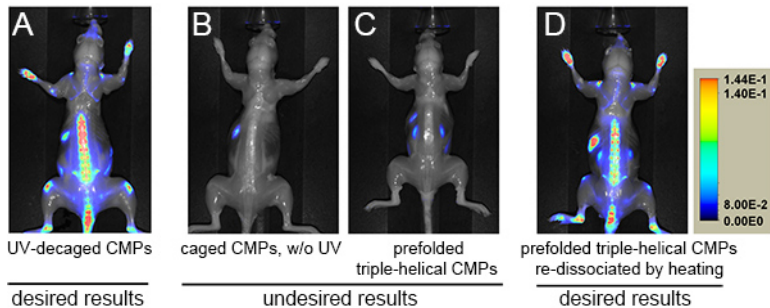 A
B
C
D
1.44E-1
1.40E-1
8.00E-2
0.00E0
UV-decaged CMPs
caged CMPs, w/o UV
prefolded
triple-helical CMPs
prefolded triple-helical CMPs
re-dissociated by heating
desired results
undesired results
desired results